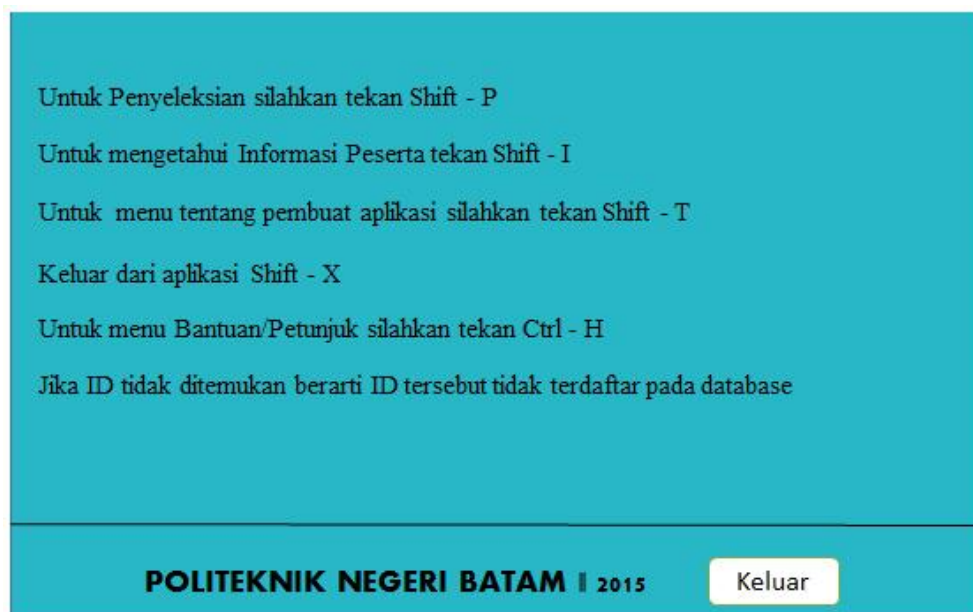 Untuk Penyeleksian silahkan tekan Shift - P
Untuk mengetahui Informasi Peserta tekan Shift - I
Untuk menu tentang pembuat aplikasi silahkan tekan Shift - T
Keluar dari aplikasi Shift - X
Untuk menu Bantuan/Petunjuk silahkan tekan Ctrl - H
Jika ID tidak ditemukan berarti ID tersebut tidak terdaftar pada database
POLITEKNIK NEGERI BATAM | 2015
Keluar